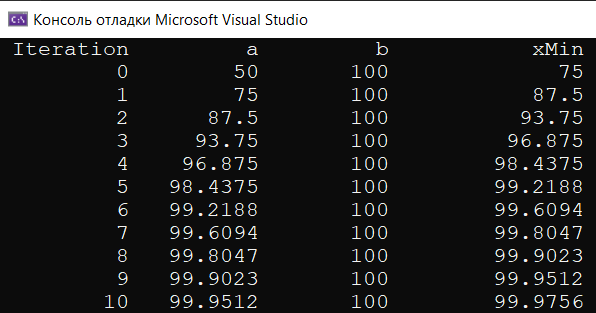 C:\ Консоль отладки Microsoft Visual Studio
Iteration a b xMin
0 50 100 75
1 75 100 87.5
2 87.5 100 93.75
3 93.75 100 96.875
4 96.875 100 98.4375
5 98.4375 100 99.2188
6 99.2188 100 99.6094
7 99.6094 100 99.8047
8 99.8047 100 99.9023
9 99.9023 100 99.9512
10 99.9512 100 99.9756